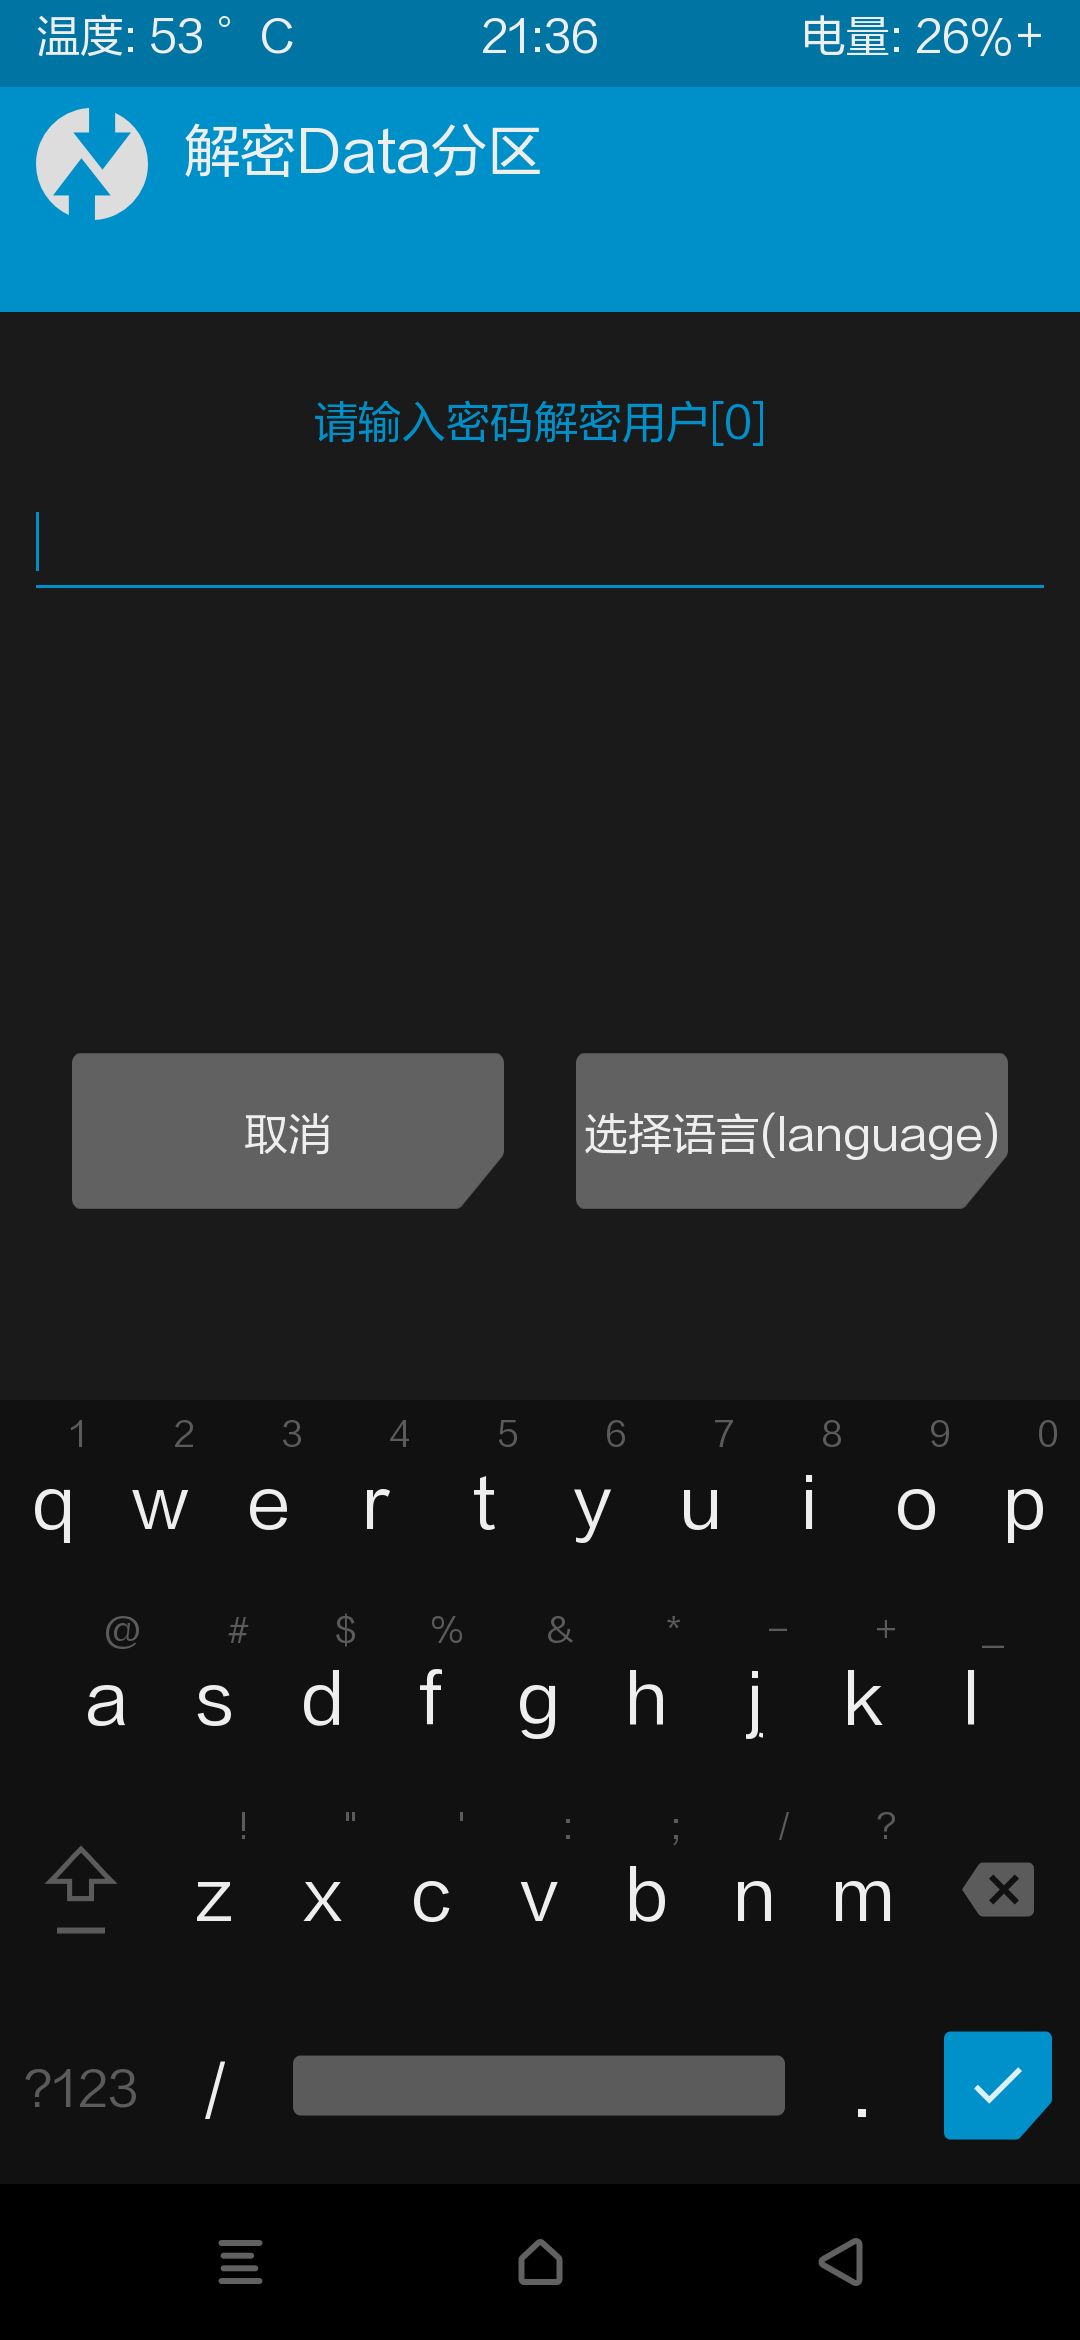 温度: 53 ° C 21:36 电量: 26%+
解密Data分区
请输入密码解密用户[0]
取消 选择语言(language)
1 2 3 4 5 6 7 8 9 0
q w e r t y u i o p
@ # $ % & * - + _
a s d f g h j k l
! " ' : ; / ?
z x c v b n m
?123 / .